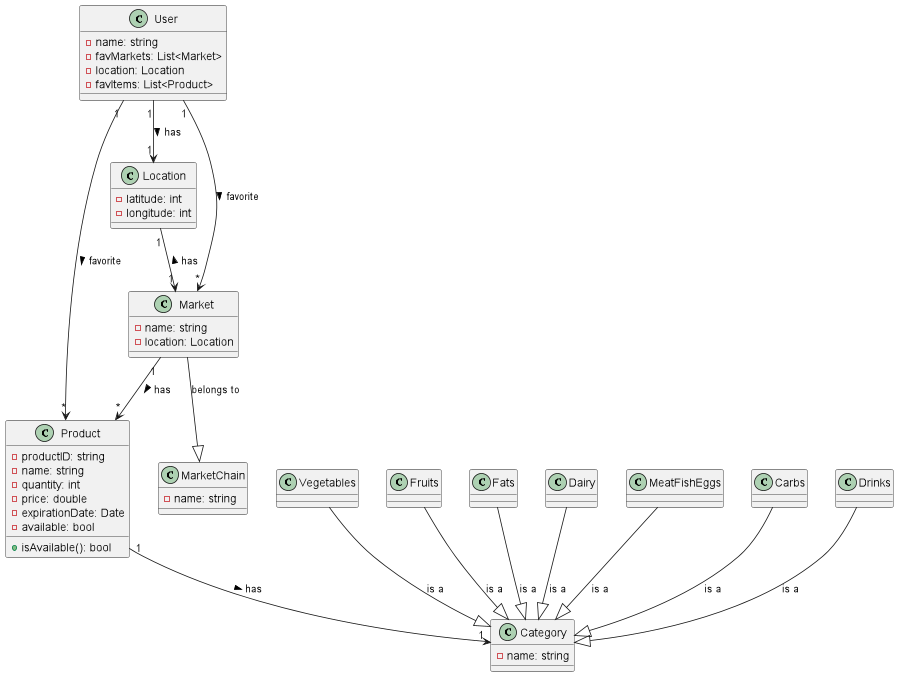 C User
name: string
favMarkets: List<Market>
location: Location
favItems: List<Product>
1 1 1
has
1
C Location
latitude: int
longitude: int
favorite
1
favorite
has
1 *
C Market
name: string
location: Location
1
has
belongs to
* *
C Product
productID: string
name: string
quantity: int
price: double
expirationDate: Date
available: bool
isAvailable(): bool
C MarketChain
name: string
C Vegetables
C Fruits
C Fats
C Dairy
C MeatFishEggs
C Carbs
C Drinks
1
has
is a
is a
is a
is a
is a
is a
is a
1
C Category
name: string